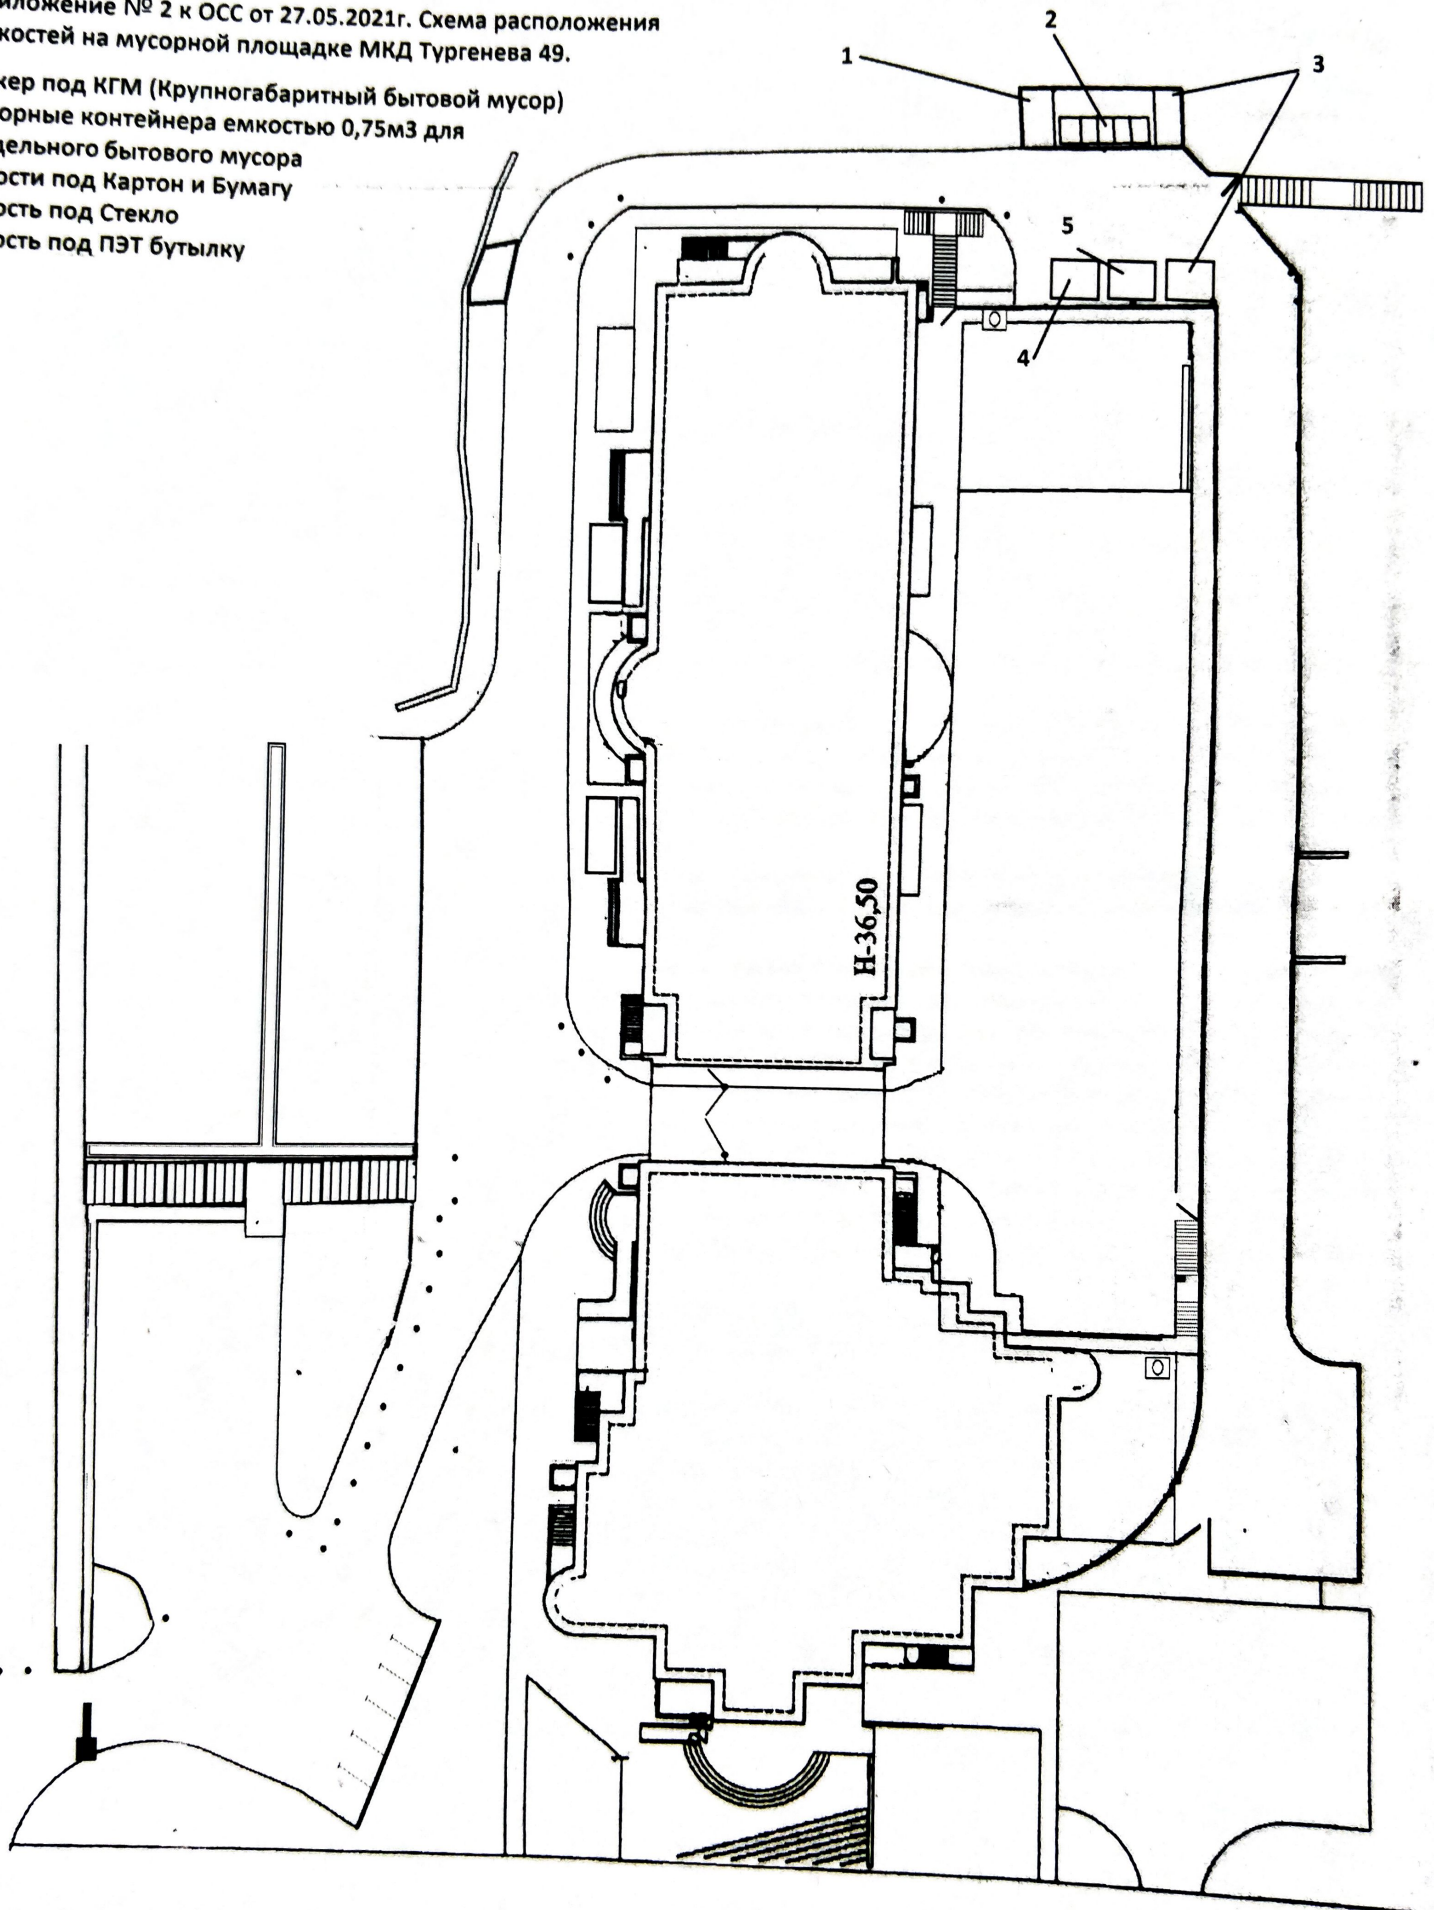 иложение № 2 к ОСС от 27.05.2021г. Схема расположения
костей на мусорной площадке МКД Тургенева 49.
кер под КГМ (Крупногабаритный бытовой мусор)
орные контейнера емкостью 0,75м3 для
дельного бытового мусора
ости под Картон и Бумагу
ость под Стекло
ость под ПЭТ бутылку
1
2
3
5
4
Н-36,50